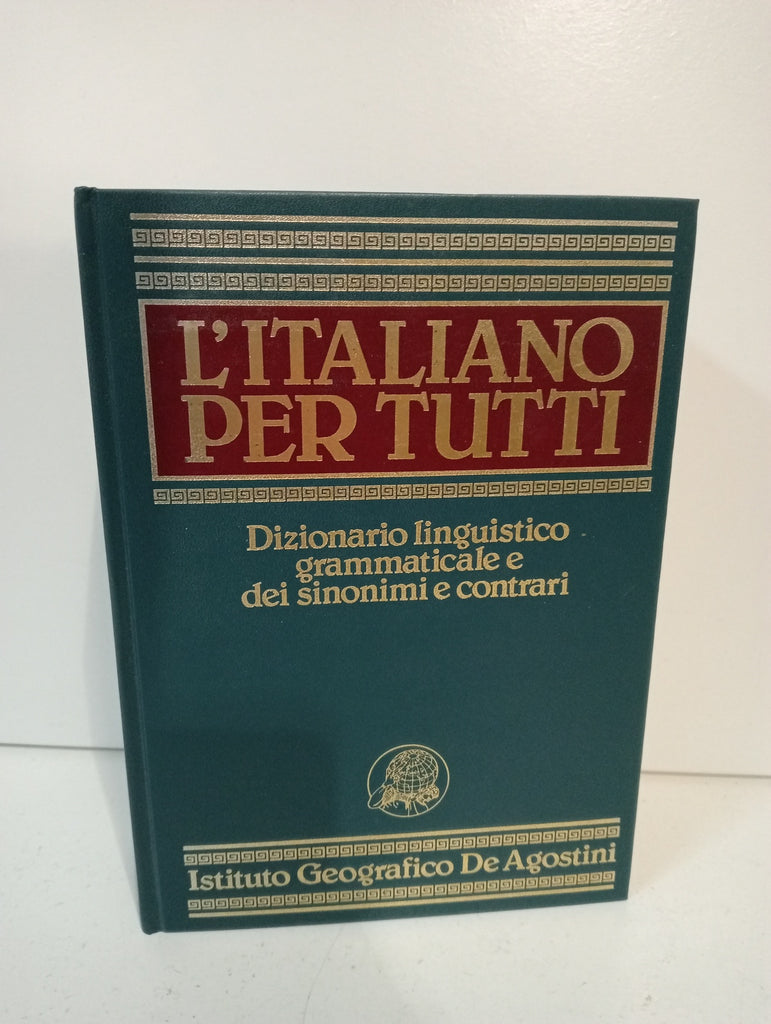 L'ITALIANO
PER TUTTI
Dizionario linguistico
grammaticale e
dei sinonimi e contrari
Istituto Geografico De Agostini